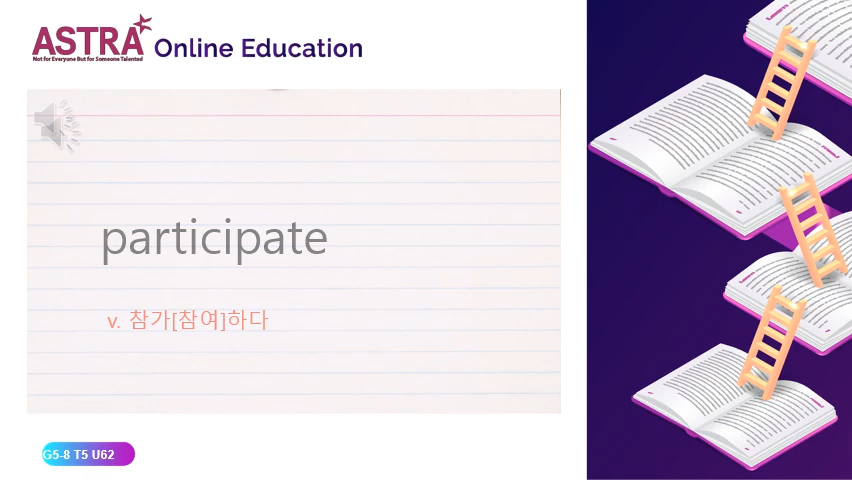 ASTRA
Not for Everyone But for Someone Talented
Online Education
participate
v. 참가[참여]하다
G5-8 T5 U62